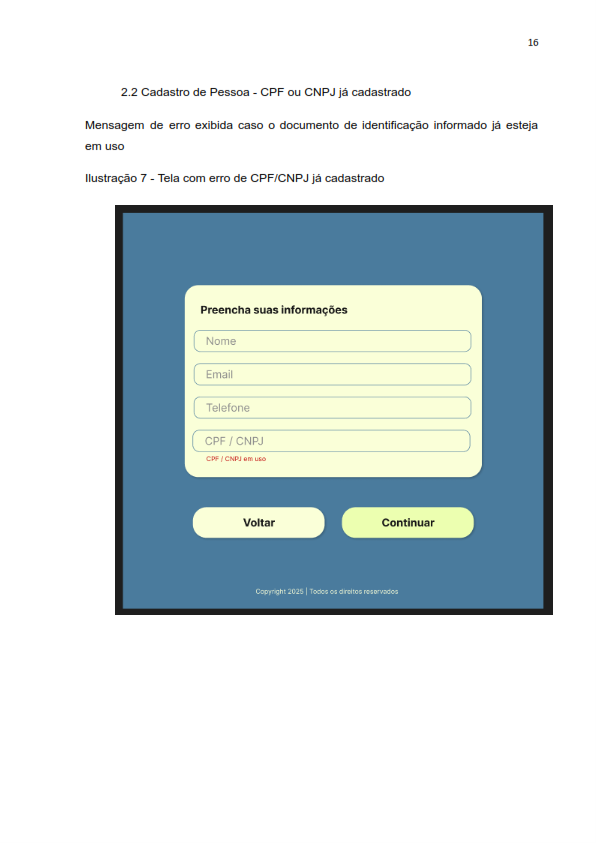 16
2.2 Cadastro de Pessoa - CPF ou CNPJ já cadastrado
Mensagem de erro exibida caso o documento de identificação informado já esteja
em uso
Ilustração 7 - Tela com erro de CPF/CNPJ já cadastrado
Preencha suas informações
Nome
Email
Telefone
CPF / CNPJ
CPF / CNPJ em uso
Voltar
Continuar
Copyright 2025 | Todos os direitos reservados